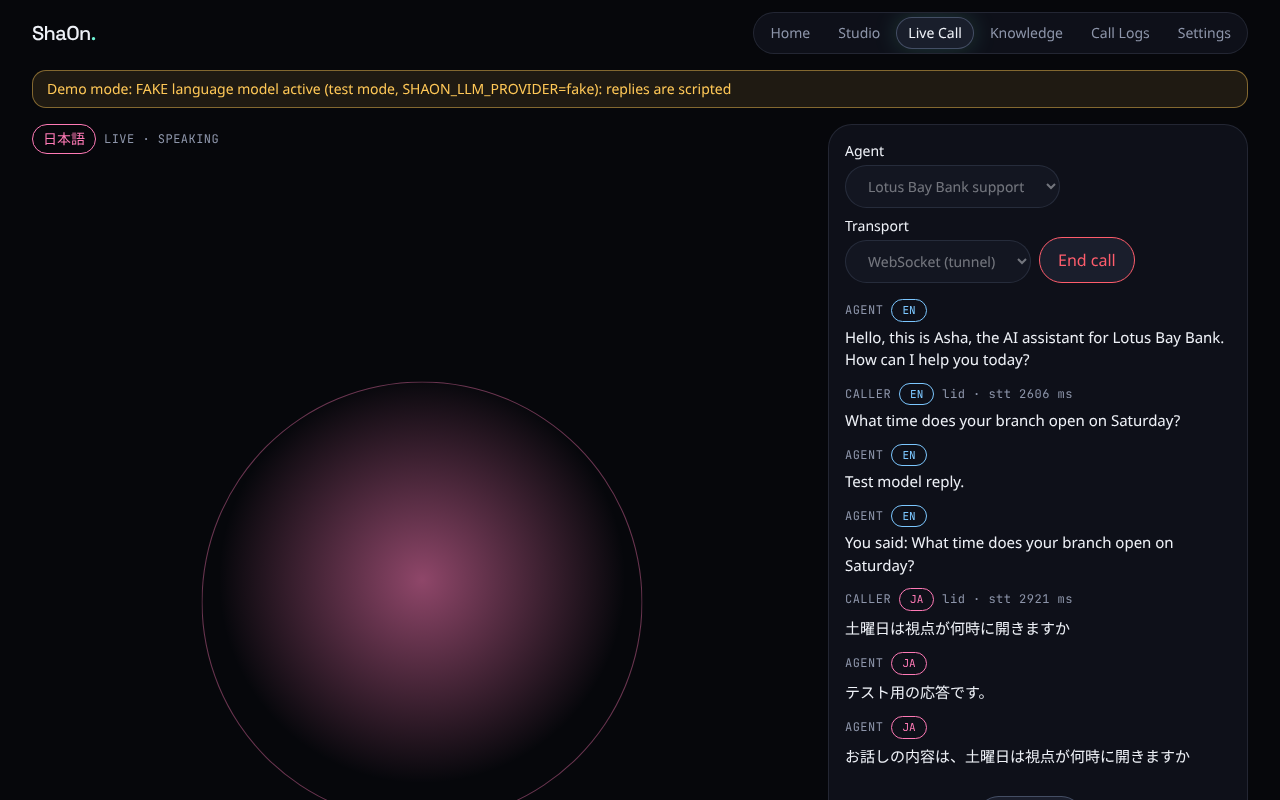 ShaOn.
Home Studio Live Call Knowledge Call Logs Settings
Demo mode: FAKE language model active (test mode, SHAON_LLM_PROVIDER=fake): replies are scripted
日本語 LIVE · SPEAKING
Agent
Lotus Bay Bank support
Transport
WebSocket (tunnel) End call
AGENT EN
Hello, this is Asha, the AI assistant for Lotus Bay Bank.
How can I help you today?
CALLER EN lid · stt 2606 ms
What time does your branch open on Saturday?
AGENT EN
Test model reply.
AGENT EN
You said: What time does your branch open on
Saturday?
CALLER JA lid · stt 2921 ms
土曜日は視点が何時に開きますか
AGENT JA
テスト用の応答です。
AGENT JA
お話しの内容は、土曜日は視点が何時に開きますか